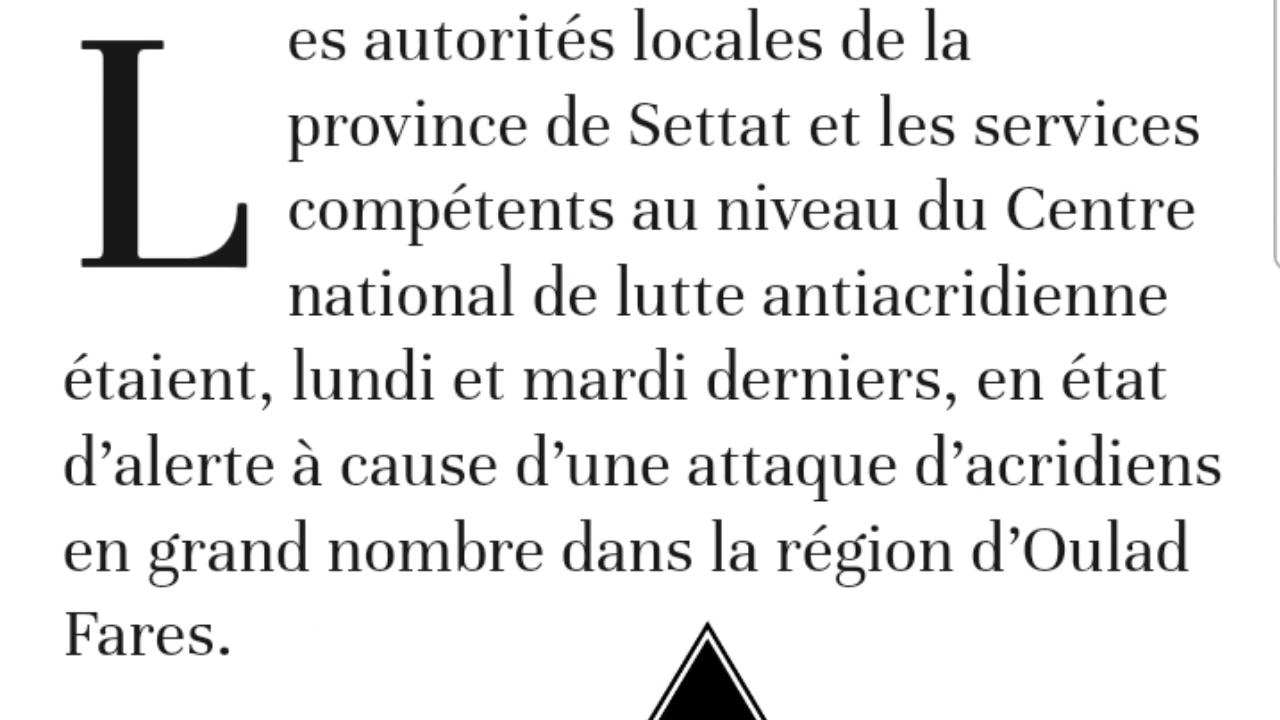 Les autorités locales de la
province de Settat et les services
compétents au niveau du Centre
national de lutte antiacridienne
étaient, lundi et mardi derniers, en état
d’alerte à cause d’une attaque d’acridiens
en grand nombre dans la région d’Oulad
Fares.